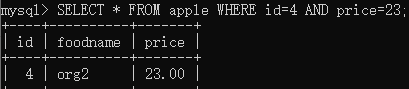 mysql> SELECT * FROM apple WHERE id=4 AND price=23;
+----+----------+-------+
| id | foodname | price |
+----+----------+-------+
| 4 | org2 | 23.00 |